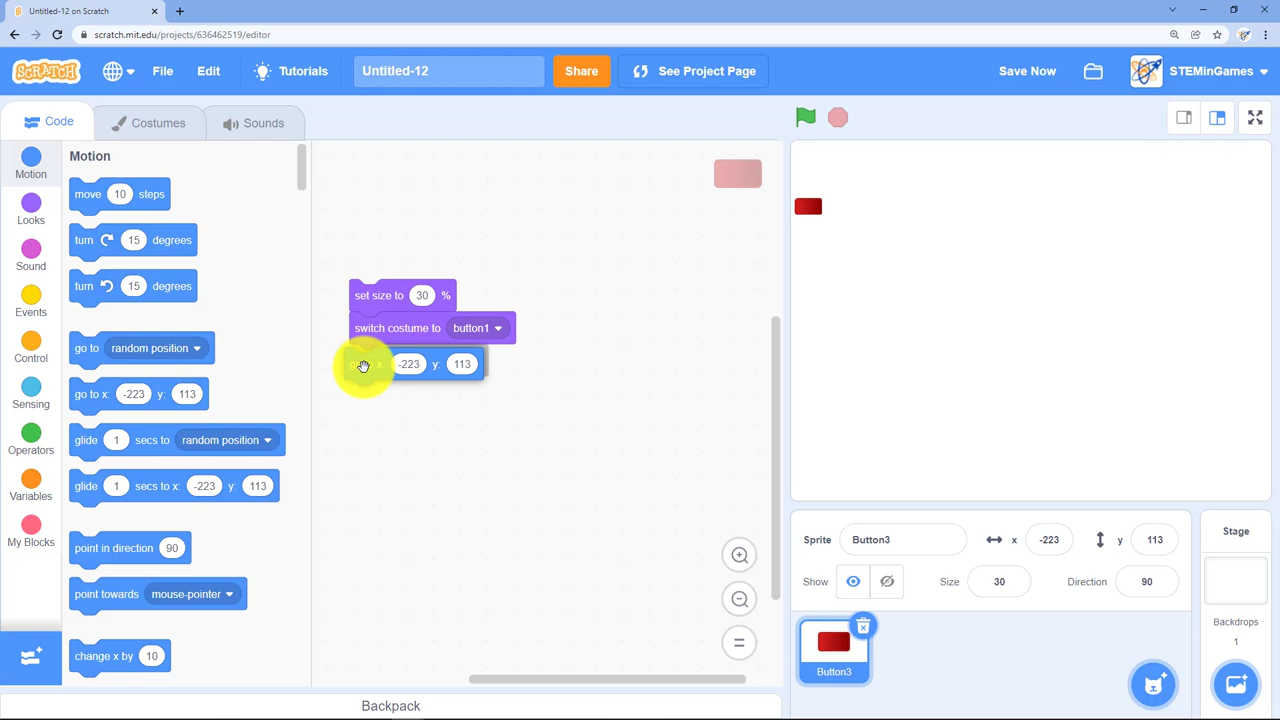 Untitled-12 on Scratch
scratch.mit.edu/projects/636462519/editor
SCRATCH
File
Edit
Tutorials
Untitled-12
Share
See Project Page
Save Now
STEMinGames
Code
Costumes
Sounds
Motion
Looks
Sound
Events
Control
Sensing
Operators
Variables
My Blocks
Motion
move 10 steps
turn 15 degrees
turn 15 degrees
go to random position
go to x: -223 y: 113
glide 1 secs to random position
glide 1 secs to x: -223 y: 113
point in direction 90
point towards mouse-pointer
change x by 10
set size to 30 %
switch costume to button1
go to x -223 y: 113
Backpack
Sprite Button3 x -223 y 113
Show Size 30 Direction 90
Button3
Stage
Backdrops
1